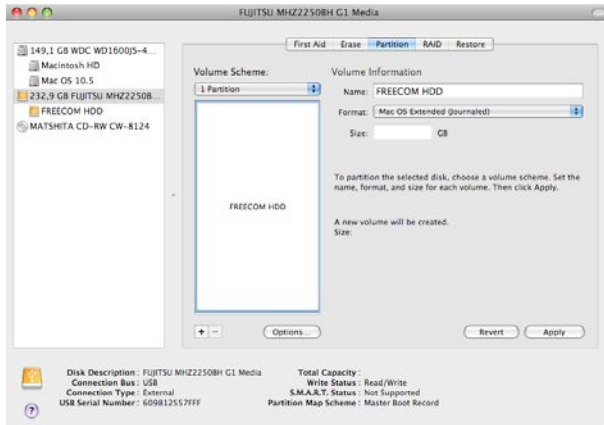 FUJITSU MHZ2250BH G1 Media
First Aid Erase Partition RAID Restore
149,1 GB WDC WD1600JS-4...
Macintosh HD
Mac OS 10.5
232,9 GB FUJITSU MHZ2250B...
FREECOM HDD
MATSHITA CD-RW CW-8124
Volume Scheme:
1 Partition
FREECOM HDD
+ −
Options...
Volume Information
Name: FREECOM HDD
Format: Mac OS Extended (Journaled)
Size: GB
To partition the selected disk, choose a volume scheme. Set the
name, format, and size for each volume. Then click Apply.
A new volume will be created.
Size:
Revert Apply
Disk Description : FUJITSU MHZ2250BH G1 Media
Connection Bus : USB
Connection Type : External
USB Serial Number : 609812557FFF
Total Capacity :
Write Status : Read/Write
S.M.A.R.T. Status : Not Supported
Partition Map Scheme : Master Boot Record
?